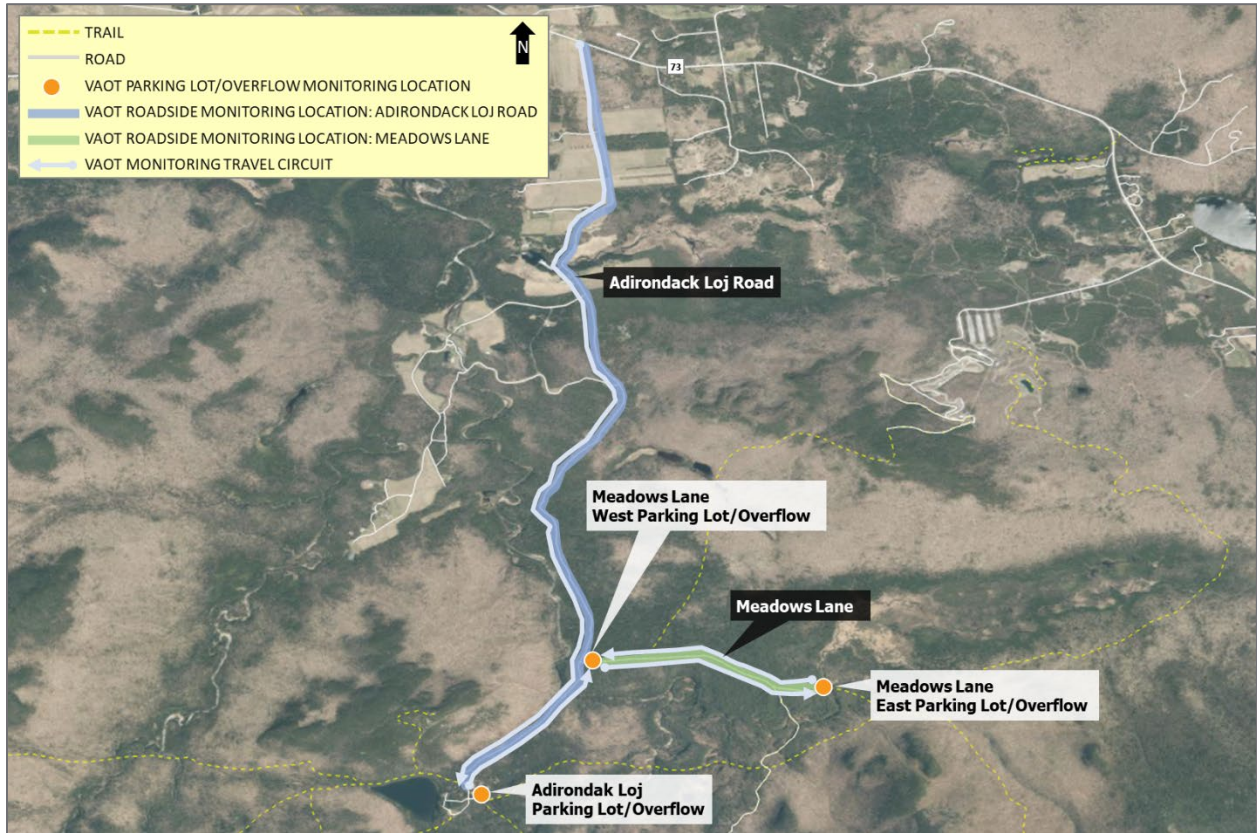 TRAIL
ROAD
VAOT PARKING LOT/OVERFLOW MONITORING LOCATION
VAOT ROADSIDE MONITORING LOCATION: ADIRONDACK LOJ ROAD
VAOT ROADSIDE MONITORING LOCATION: MEADOWS LANE
VAOT MONITORING TRAVEL CIRCUIT
N
73
Adirondack Loj Road
Meadows Lane
West Parking Lot/Overflow
Meadows Lane
Meadows Lane
East Parking Lot/Overflow
Adirondak Loj
Parking Lot/Overflow